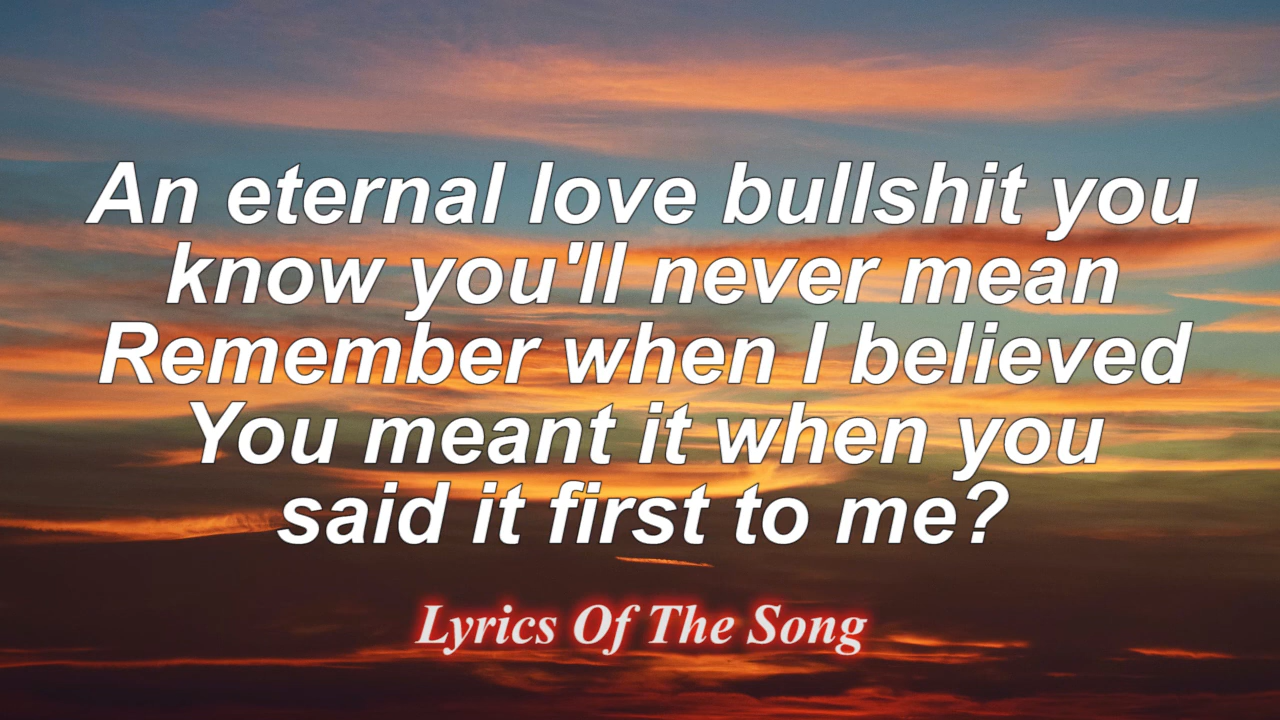 An eternal love bullshit you
know you'll never mean
Remember when I believed
You meant it when you
said it first to me?
Lyrics Of The Song